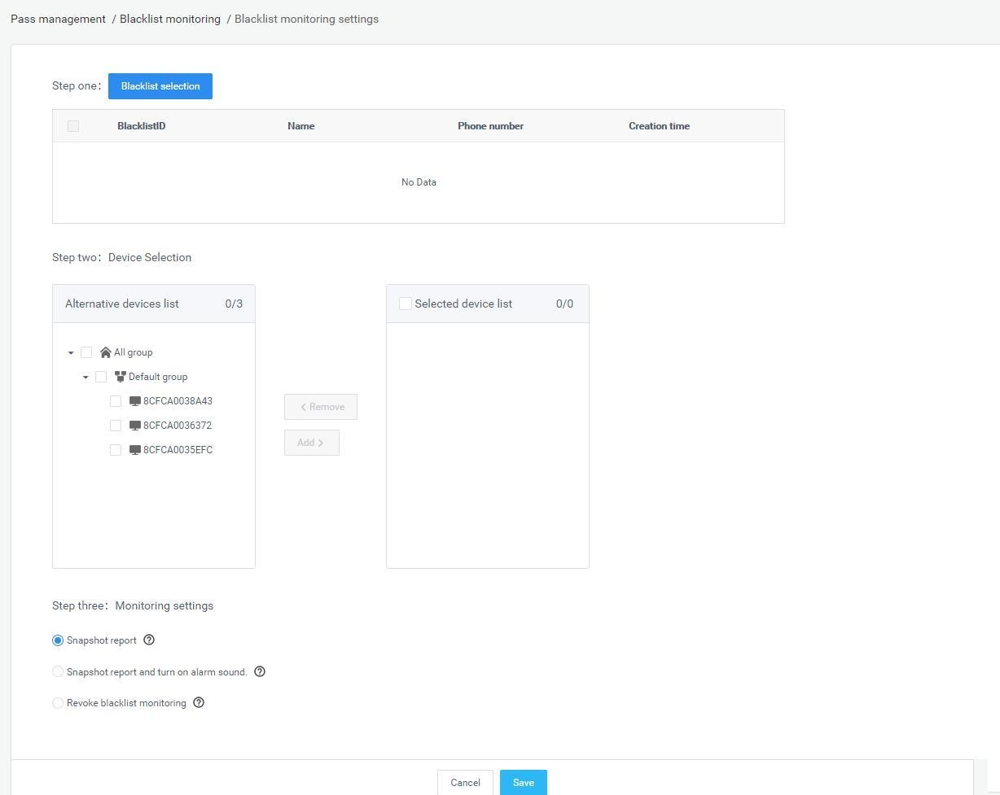 Pass management / Blacklist monitoring / Blacklist monitoring settings
Step one: Blacklist selection
BlacklistID Name Phone number Creation time
No Data
Step two: Device Selection
Alternative devices list 0/3 Selected device list 0/0
All group
Default group
8CFCA0038A43
< Remove
8CFCA0036372
Add >
8CFCA0035EFC
Step three: Monitoring settings
Snapshot report ?
Snapshot report and turn on alarm sound. ?
Revoke blacklist monitoring ?
Cancel Save